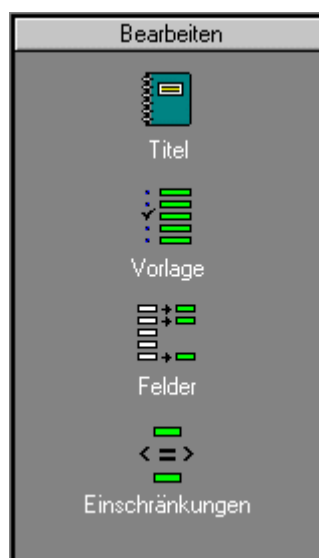 Bearbeiten
Titel
Vorlage
Felder
< = >
Einschränkungen